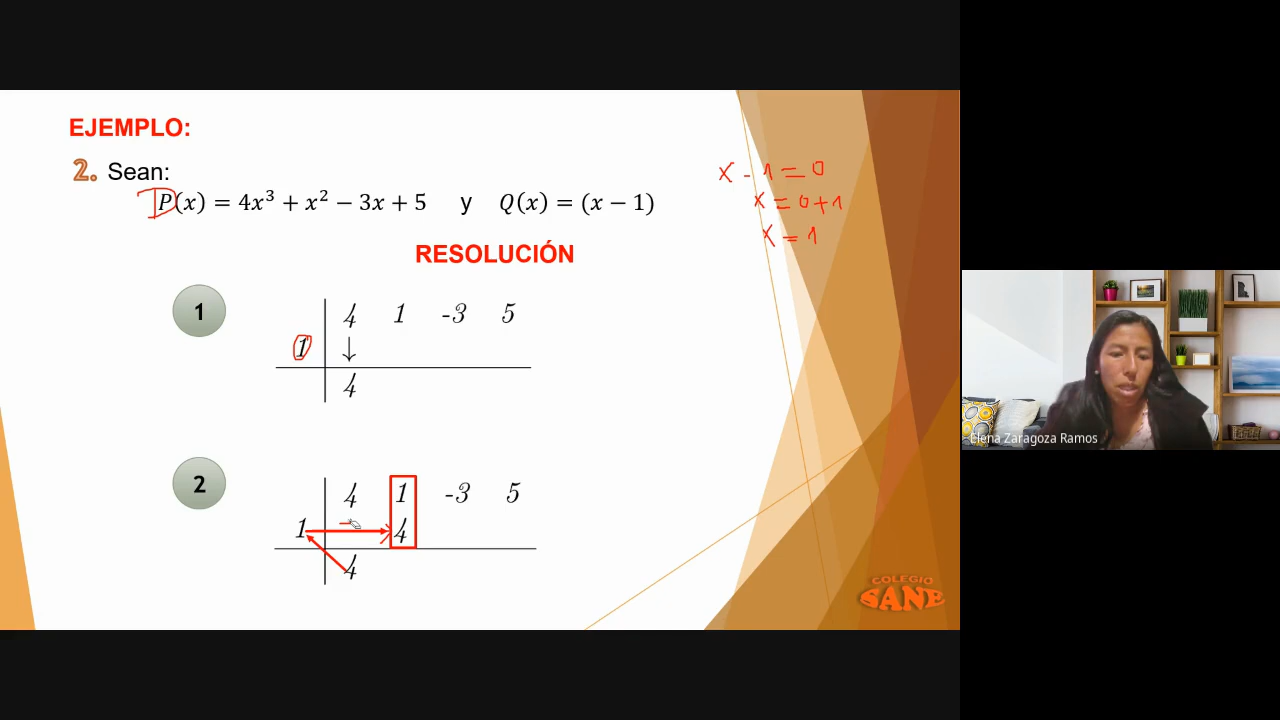 EJEMPLO:
2. Sean:
P(x) = 4x³ + x² − 3x + 5 y Q(x) = (x − 1)
x - 1 = 0
x = 0 + 1
x = 1
RESOLUCIÓN
1
4 1 -3 5
1
4
2
4 1 -3 5
1 4
4
COLEGIO
SANE
Elena Zaragoza Ramos